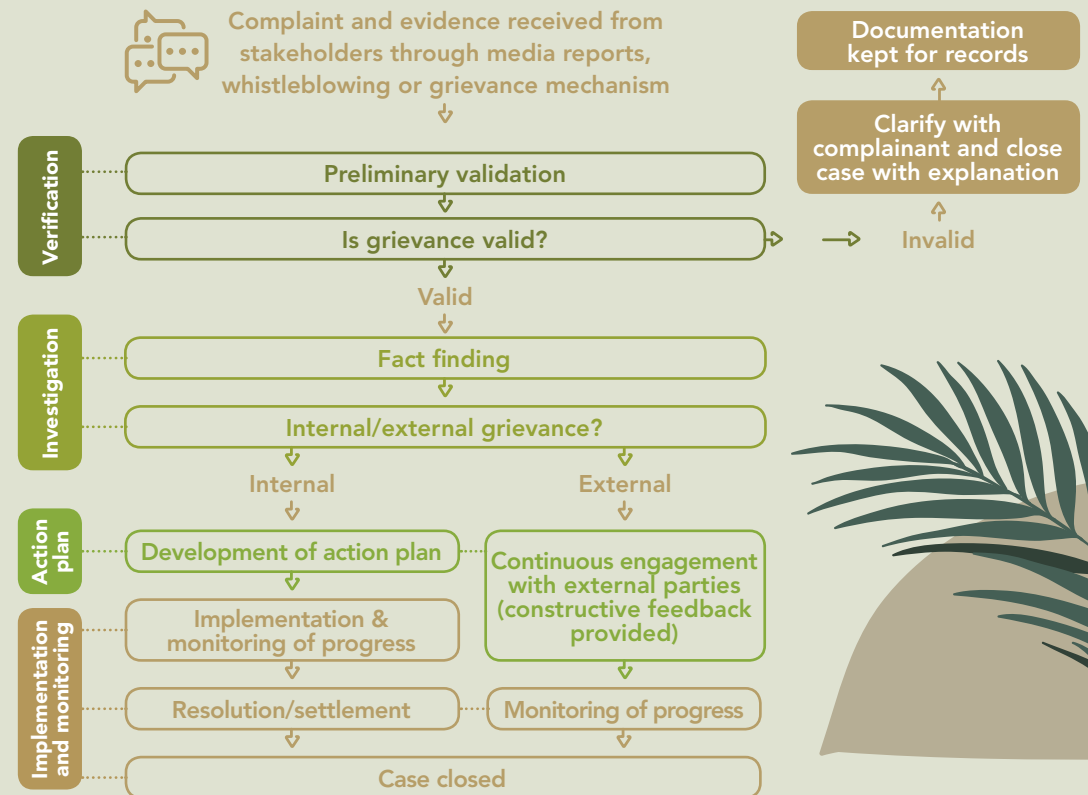 Complaint and evidence received from
stakeholders through media reports,
whistleblowing or grievance mechanism
Documentation
kept for records
Clarify with
complainant and close
case with explanation
Verification
Preliminary validation
Is grievance valid?
Invalid
Valid
Investigation
Fact finding
Internal/external grievance?
Internal
External
Action
plan
Development of action plan
Continuous engagement
with external parties
(constructive feedback
provided)
Implementation
and monitoring
Implementation &
monitoring of progress
Resolution/settlement
Monitoring of progress
Case closed